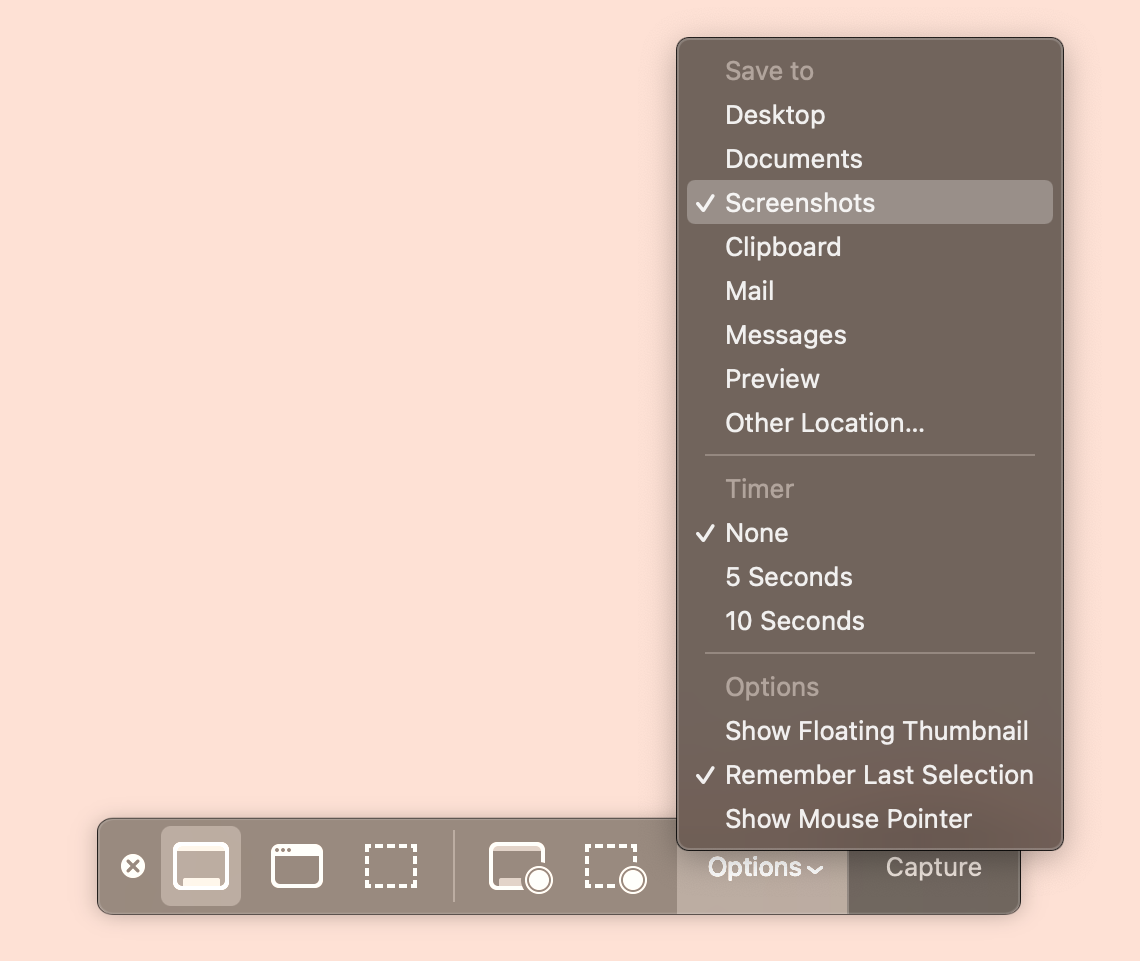 Save to
Desktop
Documents
Screenshots
Clipboard
Mail
Messages
Preview
Other Location...
Timer
None
5 Seconds
10 Seconds
Options
Show Floating Thumbnail
Remember Last Selection
Show Mouse Pointer
Options
Capture